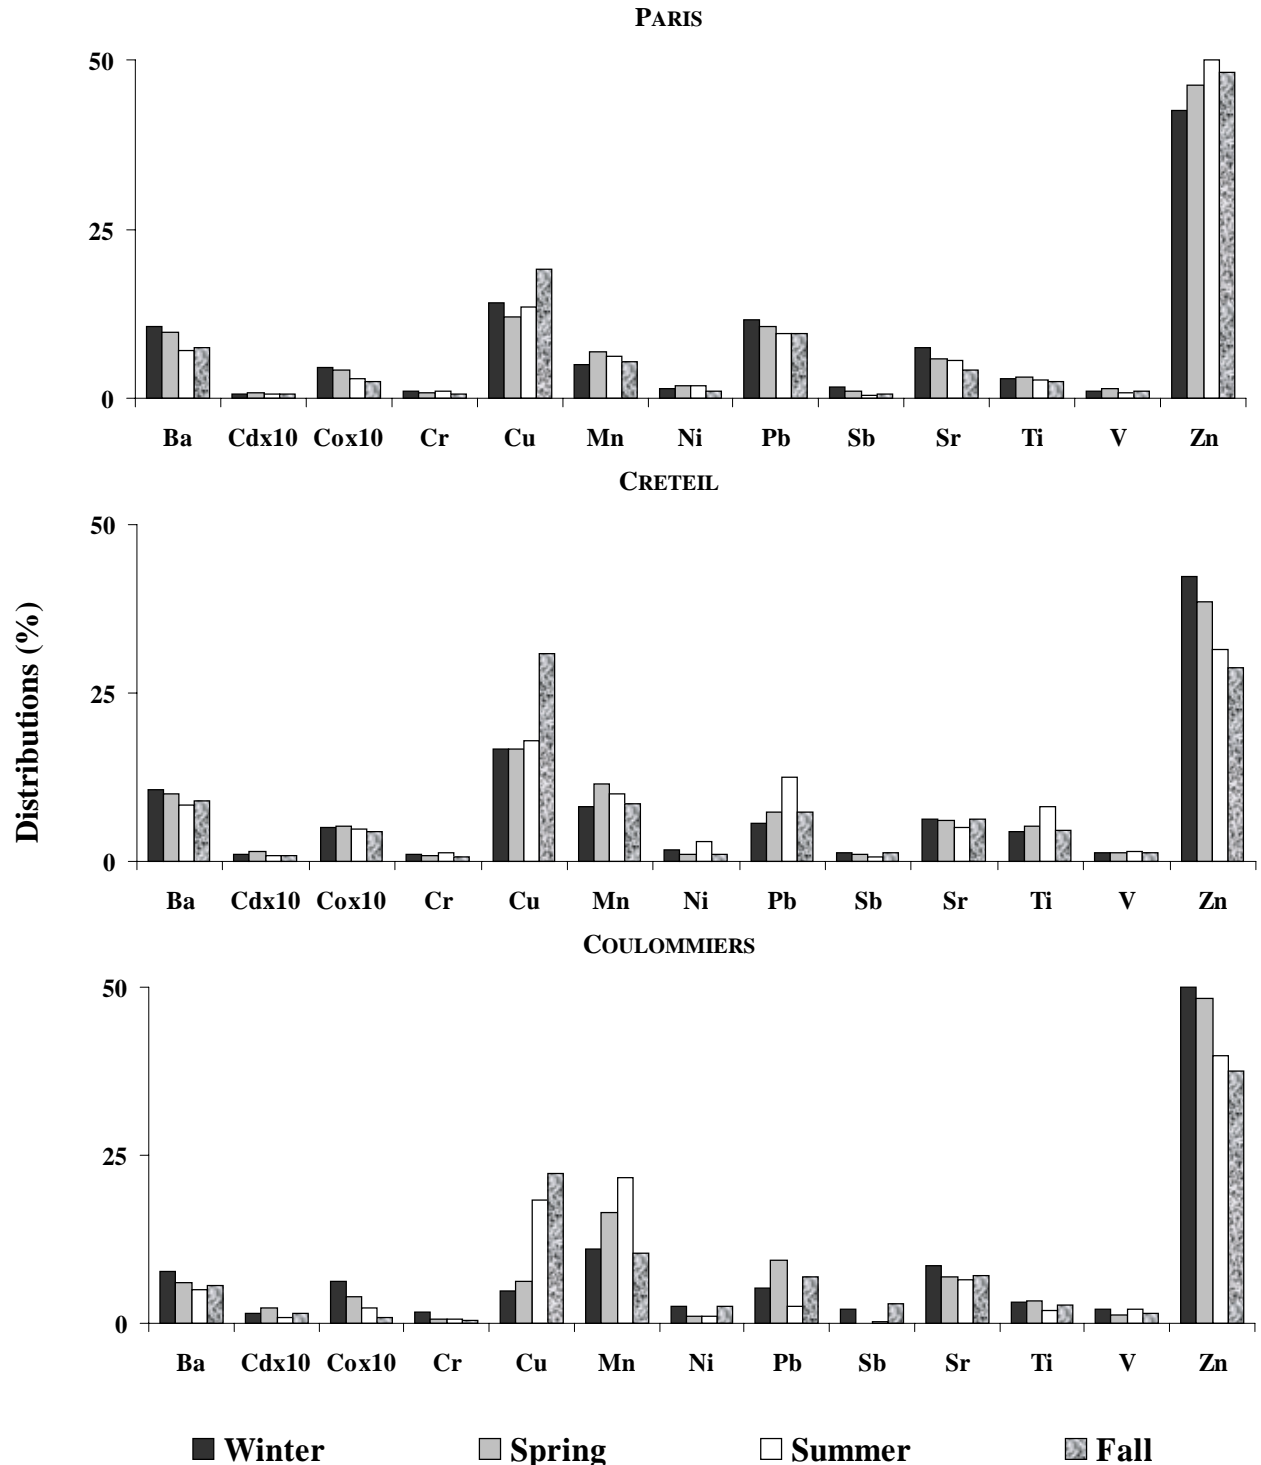 PARIS
50
25
0
Ba Cdx10 Cox10 Cr Cu Mn Ni Pb Sb Sr Ti V Zn
CRETEIL
50
25
0
Ba Cdx10 Cox10 Cr Cu Mn Ni Pb Sb Sr Ti V Zn
Distributions (%)
COULOMMIERS
50
25
0
Ba Cdx10 Cox10 Cr Cu Mn Ni Pb Sb Sr Ti V Zn
Winter Spring Summer Fall